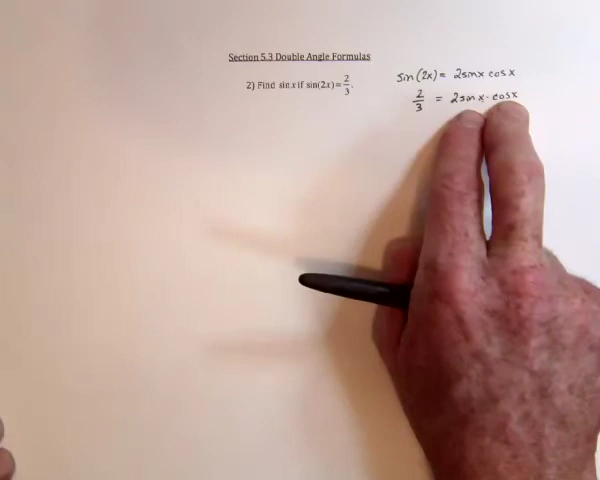 Section 5.3 Double Angle Formulas
2) Find sin x if sin(2x) = 2/3.
sin(2x) = 2sinx cosx
2/3 = 2sinx · cosx